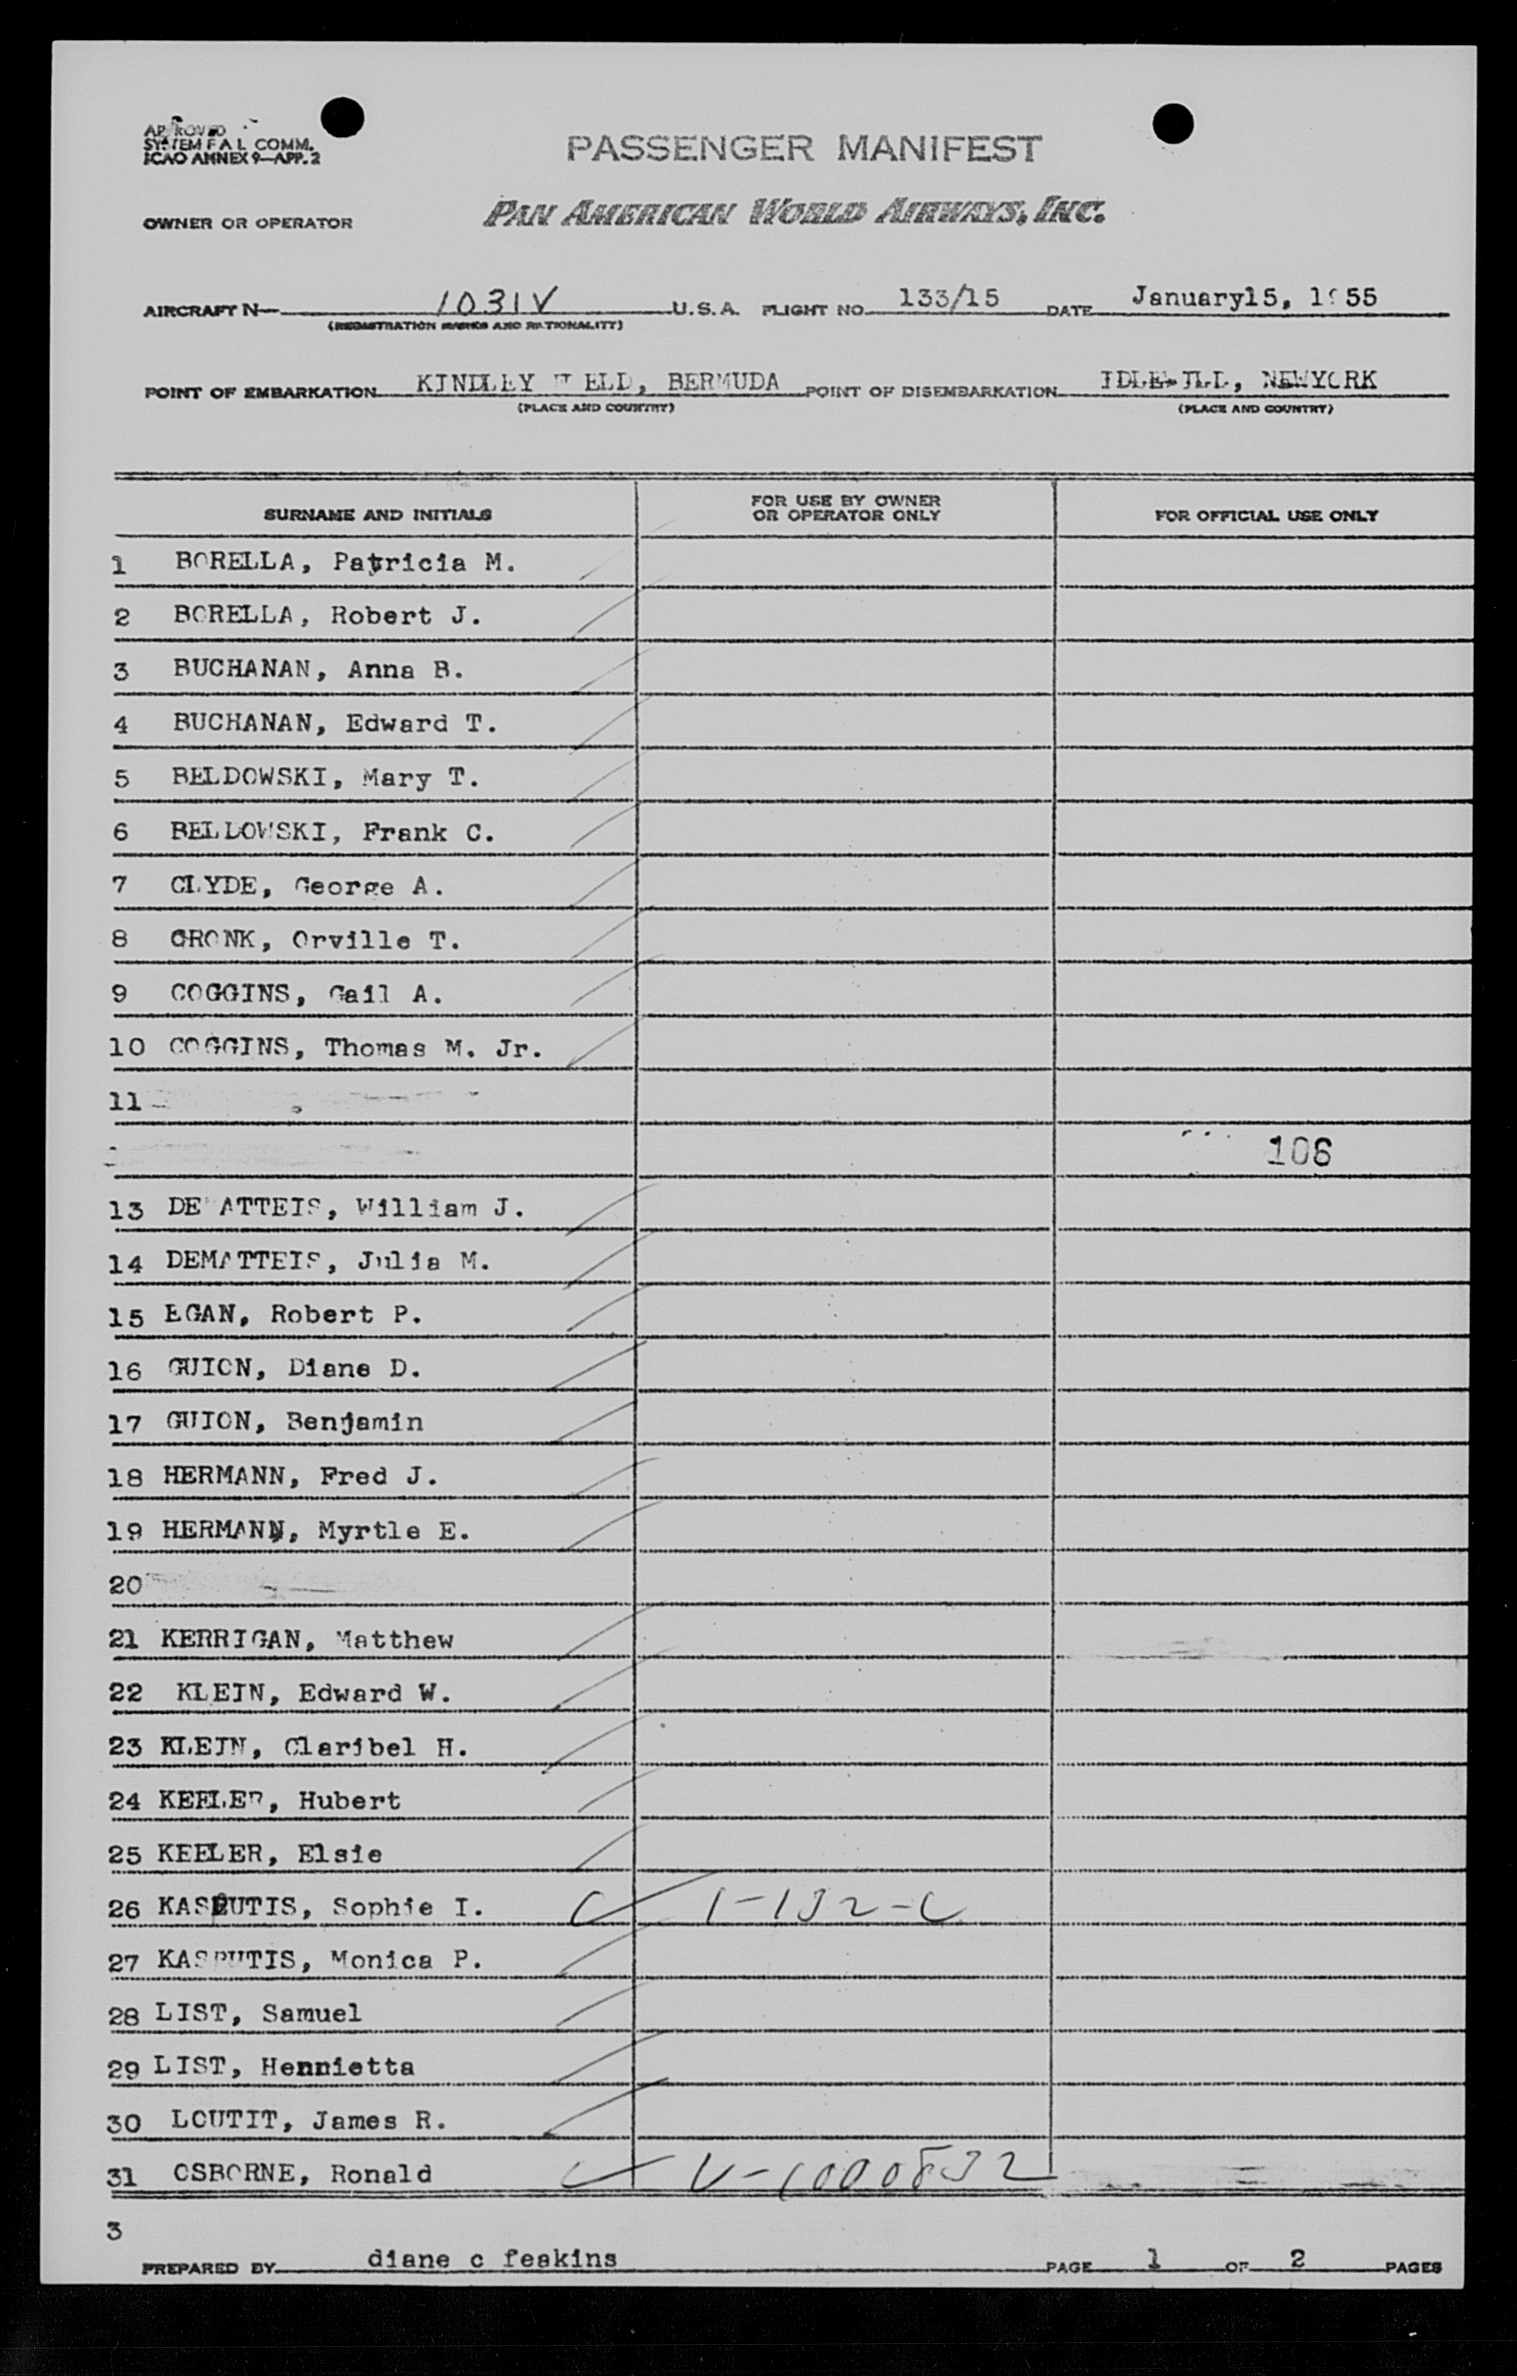 APPROVED
SYSTEM F A L COMM.
ICAO ANNEX 9—APP. 2
PASSENGER MANIFEST
OWNER OR OPERATOR PAN AMERICAN WORLD AIRWAYS, INC.
AIRCRAFT N— 1031V U.S.A. FLIGHT NO. 133/15 DATE January15, 1955
(REGISTRATION MARKS AND NATIONALITY)
POINT OF EMBARKATION KINDLEY FIELD, BERMUDA POINT OF DISEMBARKATION IDLEWILD, NEWYORK
(PLACE AND COUNTRY) (PLACE AND COUNTRY)
SURNAME AND INITIALS FOR USE BY OWNER OR OPERATOR ONLY FOR OFFICIAL USE ONLY
1 BORELLA, Patricia M.
2 BORELLA, Robert J.
3 BUCHANAN, Anna B.
4 BUCHANAN, Edward T.
5 BELDOWSKI, Mary T.
6 BELDOWSKI, Frank C.
7 CLYDE, George A.
8 CRONK, Orville T.
9 COGGINS, Gail A.
10 COGGINS, Thomas M. Jr.
11
106
13 DEMATTEIS, William J.
14 DEMATTEIS, Julia M.
15 EGAN, Robert P.
16 GUION, Diane D.
17 GUION, Benjamin
18 HERMANN, Fred J.
19 HERMANN, Myrtle E.
20
21 KERRIGAN, Matthew
22 KLEIN, Edward W.
23 KLEIN, Claribel H.
24 KEELER, Hubert
25 KEELER, Elsie
26 KASPUTIS, Sophie I. C 1-132-C
27 KASPUTIS, Monica P.
28 LIST, Samuel
29 LIST, Hennietta
30 LOUTIT, James R.
31 OSBORNE, Ronald V-1000832
3
PREPARED BY diane c feakins PAGE 1 OF 2 PAGES